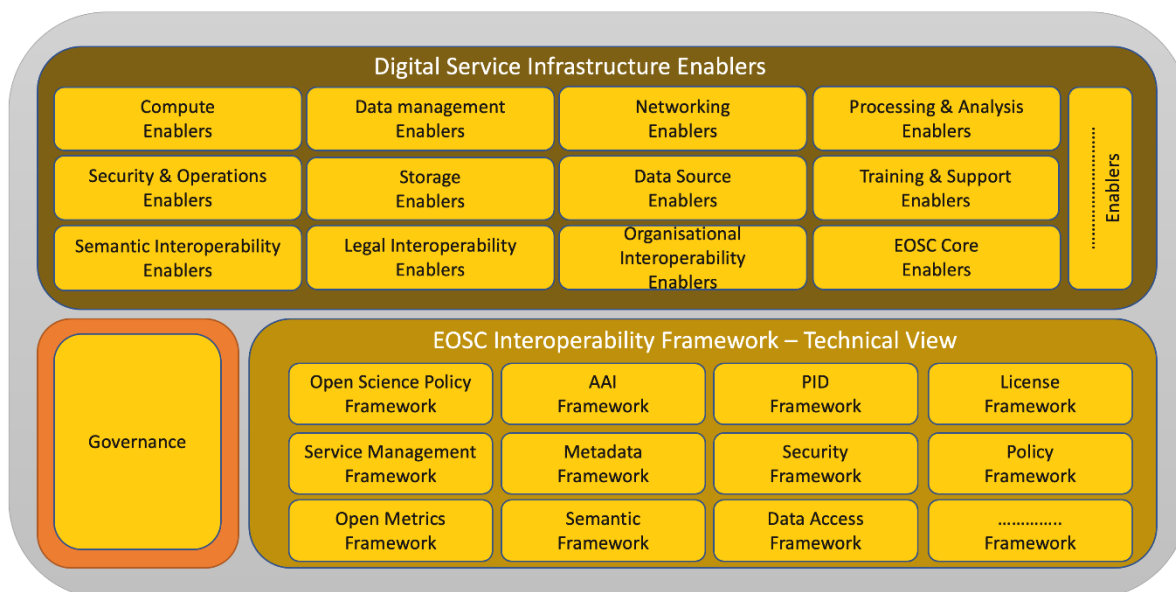 Digital Service Infrastructure Enablers
Compute
Enablers
Data management
Enablers
Networking
Enablers
Processing & Analysis
Enablers
Security & Operations
Enablers
Storage
Enablers
Data Source
Enablers
Training & Support
Enablers
Semantic Interoperability
Enablers
Legal Interoperability
Enablers
Organisational
Interoperability
Enablers
EOSC Core
Enablers
........................
Enablers
Governance
EOSC Interoperability Framework – Technical View
Open Science Policy
Framework
AAI
Framework
PID
Framework
License
Framework
Service Management
Framework
Metadata
Framework
Security
Framework
Policy
Framework
Open Metrics
Framework
Semantic
Framework
Data Access
Framework
…………..
Framework